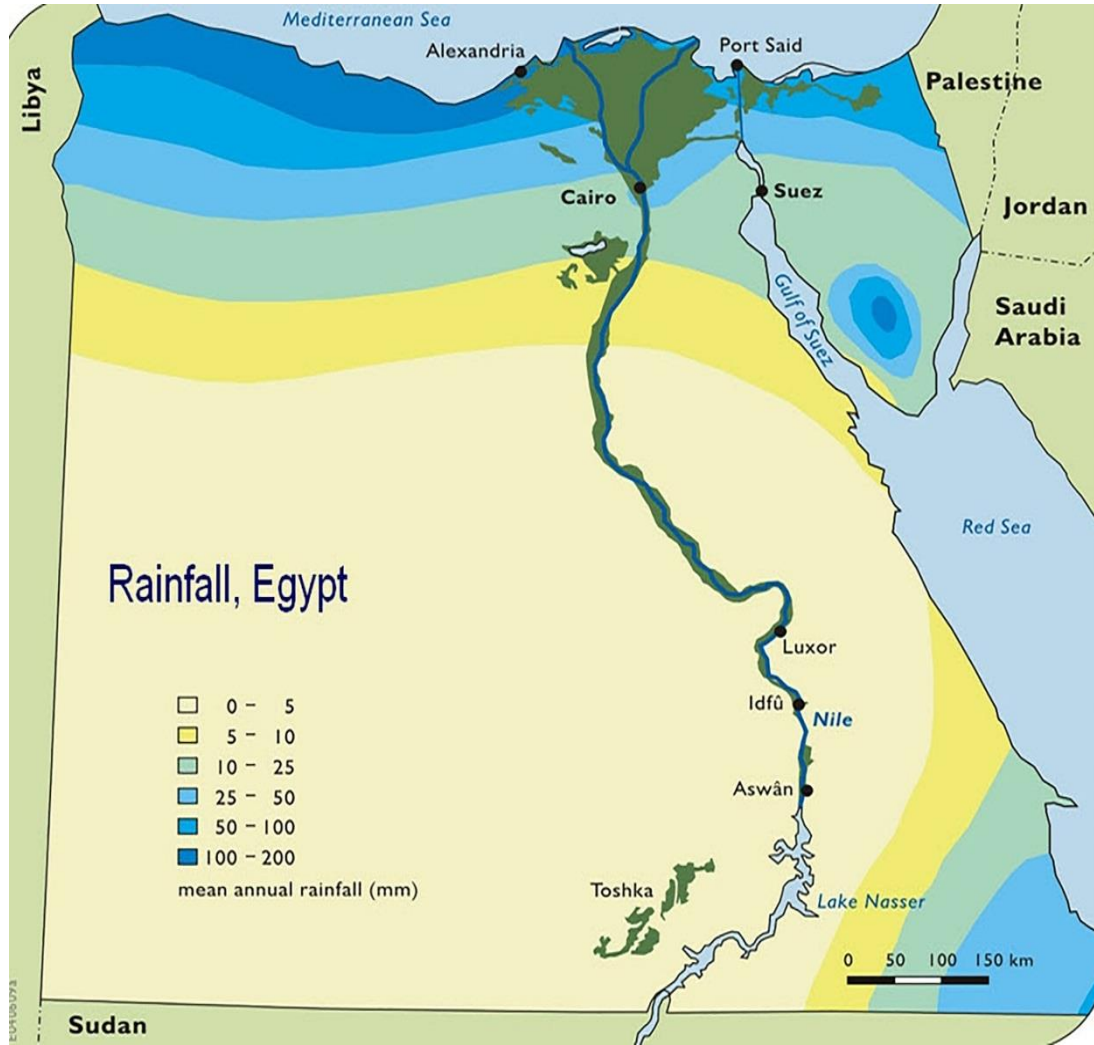 Mediterranean Sea
Alexandria
Port Said
Palestine
Libya
Cairo
Suez
Jordan
Gulf of Suez
Saudi
Arabia
Red Sea
Rainfall, Egypt
Luxor
Idfû
Nile
Aswân
0 – 5
5 – 10
10 – 25
25 – 50
50 – 100
100 – 200
mean annual rainfall (mm)
Toshka
Lake Nasser
0 50 100 150 km
Sudan